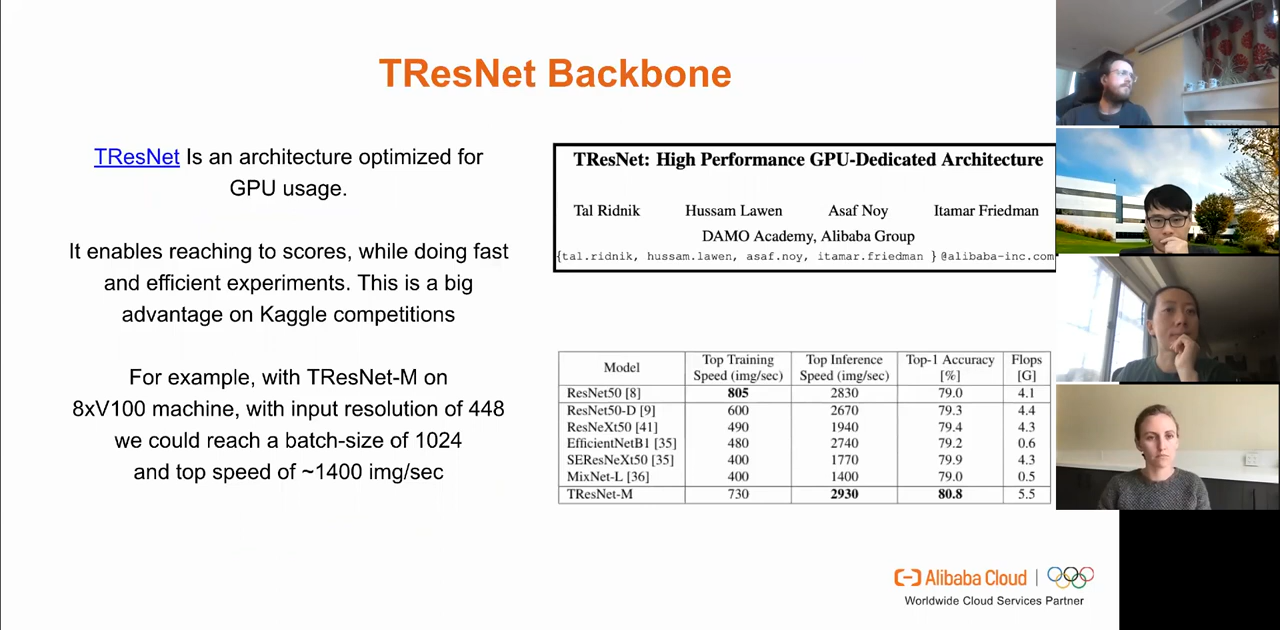 TResNet Backbone
TResNet Is an architecture optimized for
GPU usage.
It enables reaching to scores, while doing fast
and efficient experiments. This is a big
advantage on Kaggle competitions
For example, with TResNet-M on
8xV100 machine, with input resolution of 448
we could reach a batch-size of 1024
and top speed of ~1400 img/sec
TResNet: High Performance GPU-Dedicated Architecture
Tal Ridnik Hussam Lawen Asaf Noy Itamar Friedman
DAMO Academy, Alibaba Group
{tal.ridnik, hussam.lawen, asaf.noy, itamar.friedman }@alibaba-inc.com
Model Top Training Speed (img/sec) Top Inference Speed (img/sec) Top-1 Accuracy [%] Flops [G]
ResNet50 [8] 805 2830 79.0 4.1
ResNet50-D [9] 600 2670 79.3 4.4
ResNeXt50 [41] 490 1940 79.4 4.3
EfficientNetB1 [35] 480 2740 79.2 0.6
SEResNeXt50 [35] 400 1770 79.9 4.3
MixNet-L [36] 400 1400 79.0 0.5
TResNet-M 730 2930 80.8 5.5
Alibaba Cloud
Worldwide Cloud Services Partner